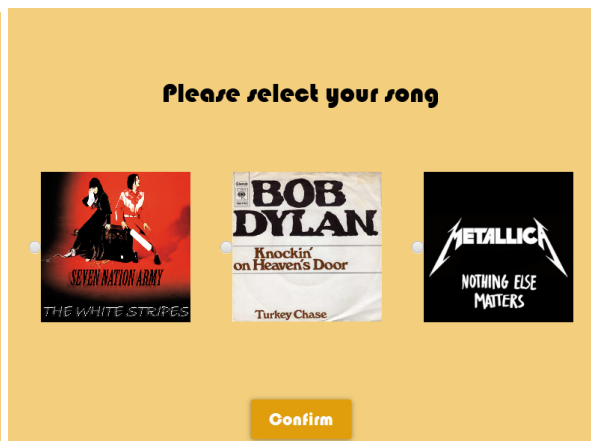 Please select your song
SEVEN NATION ARMY
THE WHITE STRIPES
BOB
DYLAN
Knockin'
on Heaven's Door
Turkey Chase
METALLICA
NOTHING ELSE
MATTERS
Confirm